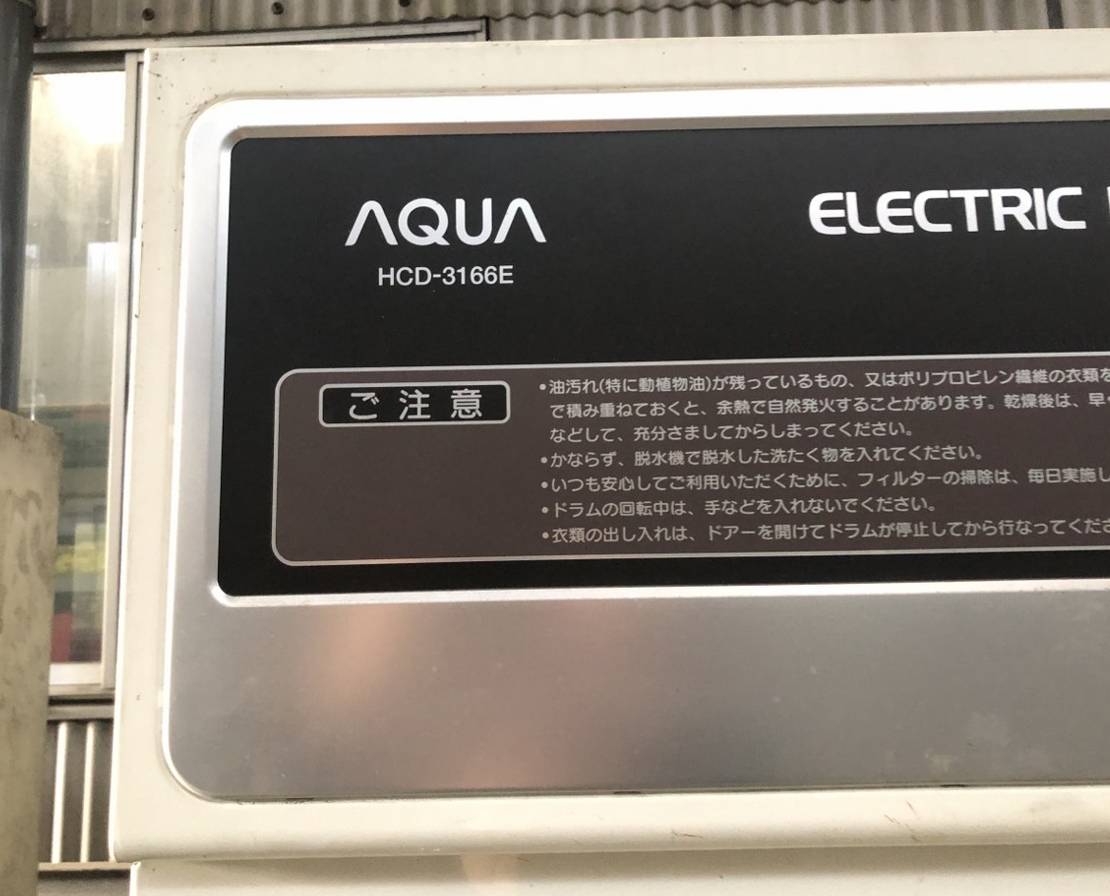 AQUA
ELECTRIC
HCD-3166E
ご注意
•油汚れ(特に動植物油)が残っているもの、又はポリプロピレン繊維の衣類を
で積み重ねておくと、余熱で自然発火することがあります。乾燥後は、早
などして、充分さましてからしまってください。
•かならず、脱水機で脱水した洗たく物を入れてください。
•いつも安心してご利用いただくために、フィルターの掃除は、毎日実施し
•ドラムの回転中は、手などを入れないでください。
•衣類の出し入れは、ドアーを開けてドラムが停止してから行なってくださ